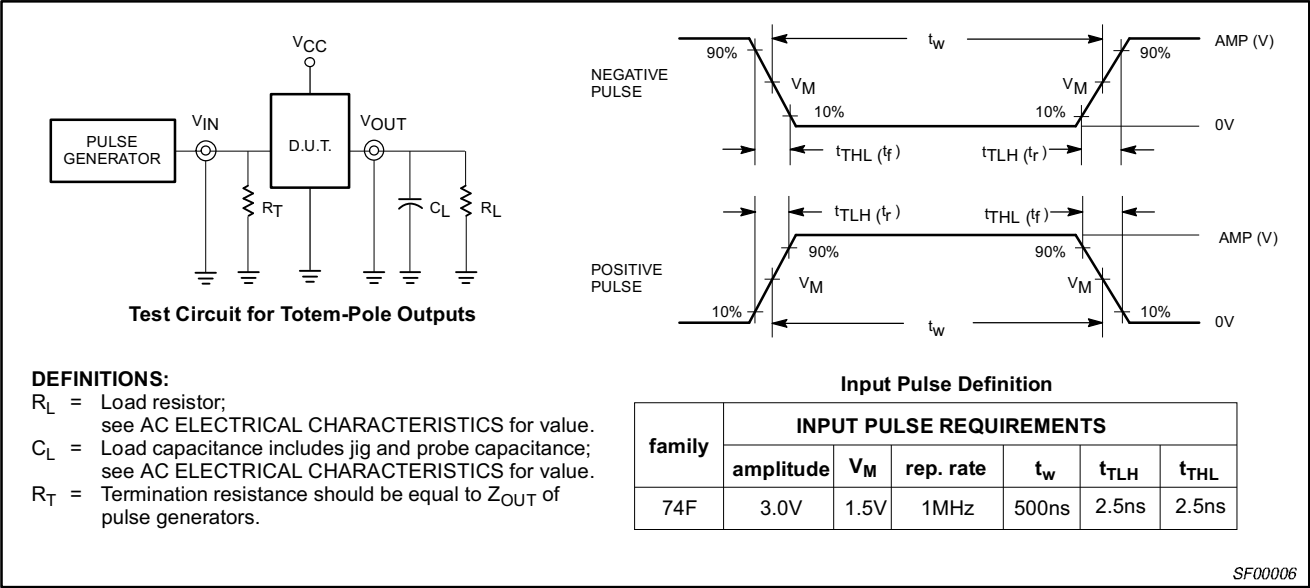 VCC
PULSE
GENERATOR
VIN
D.U.T.
VOUT
RT
CL
RL
Test Circuit for Totem-Pole Outputs
NEGATIVE
PULSE
90%
tW
90%
AMP (V)
VM
VM
10%
10%
0V
tTHL (tf )
tTLH (tr )
tTLH (tr )
tTHL (tf )
AMP (V)
POSITIVE
PULSE
90%
90%
VM
VM
10%
10%
0V
tW
Input Pulse Definition
DEFINITIONS:
RL = Load resistor;
see AC ELECTRICAL CHARACTERISTICS for value.
CL = Load capacitance includes jig and probe capacitance;
see AC ELECTRICAL CHARACTERISTICS for value.
RT = Termination resistance should be equal to ZOUT of
pulse generators.
family
INPUT PULSE REQUIREMENTS
amplitude VM rep. rate tW tTLH tTHL
74F 3.0V 1.5V 1MHz 500ns 2.5ns 2.5ns
SF00006